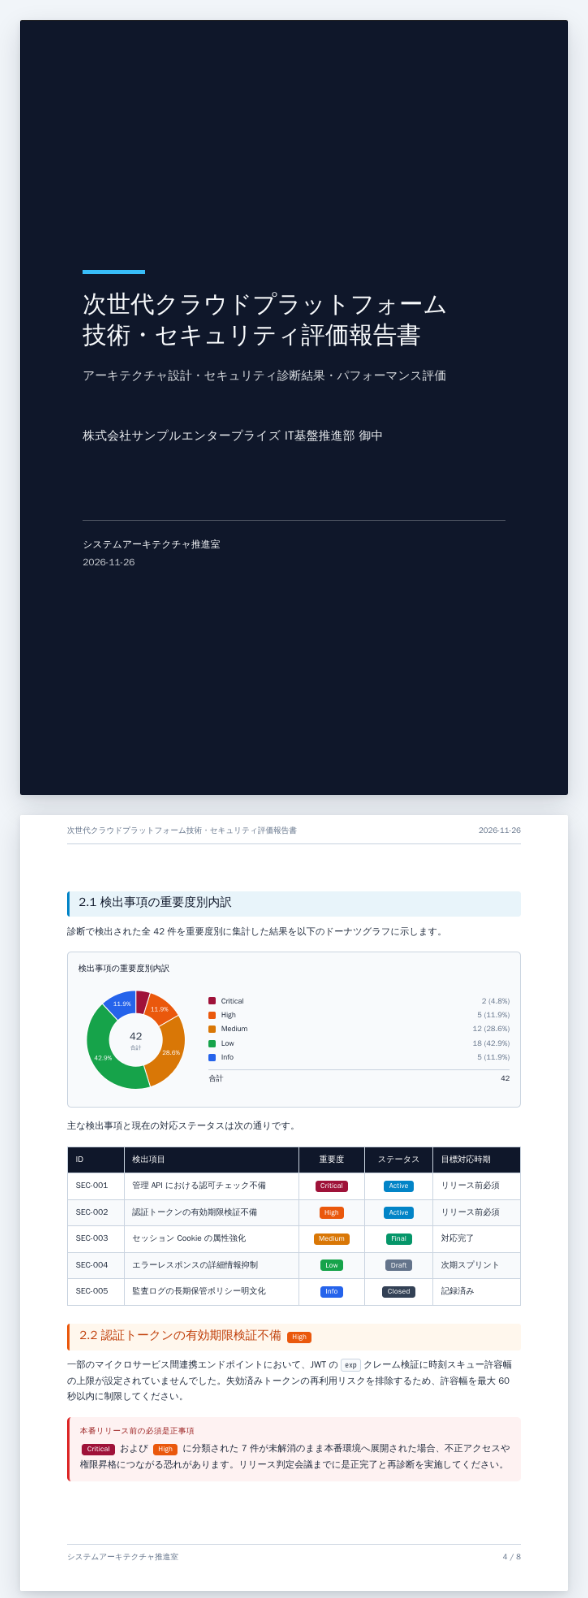 次世代クラウドプラットフォーム
技術・セキュリティ評価報告書
アーキテクチャ設計・セキュリティ診断結果・パフォーマンス評価
株式会社サンプルエンタープライズ IT基盤推進部 御中
システムアーキテクチャ推進室
2026-11-26
次世代クラウドプラットフォーム技術・セキュリティ評価報告書 2026-11-26
2.1 検出事項の重要度別内訳
診断で検出された全 42 件を重要度別に集計した結果を以下のドーナツグラフに示します。
検出事項の重要度別内訳
11.9%
11.9%
28.6%
42.9%
42
合計
Critical 2 (4.8%)
High 5 (11.9%)
Medium 12 (28.6%)
Low 18 (42.9%)
Info 5 (11.9%)
合計 42
主な検出事項と現在の対応ステータスは次の通りです。
ID 検出項目 重要度 ステータス 目標対応時期
SEC-001 管理 API における認可チェック不備 Critical Active リリース前必須
SEC-002 認証トークンの有効期限検証不備 High Active リリース前必須
SEC-003 セッション Cookie の属性強化 Medium Final 対応完了
SEC-004 エラーレスポンスの詳細情報抑制 Low Draft 次期スプリント
SEC-005 監査ログの長期保管ポリシー明文化 Info Closed 記録済み
2.2 認証トークンの有効期限検証不備 High
一部のマイクロサービス間連携エンドポイントにおいて、JWT の exp クレーム検証に時刻スキュー許容幅
の上限が設定されていませんでした。失効済みトークンの再利用リスクを排除するため、許容幅を最大 60
秒以内に制限してください。
本番リリース前の必須是正事項
Critical および High に分類された 7 件が未解消のまま本番環境へ展開された場合、不正アクセスや
権限昇格につながる恐れがあります。リリース判定会議までに是正完了と再診断を実施してください。
システムアーキテクチャ推進室 4 / 8